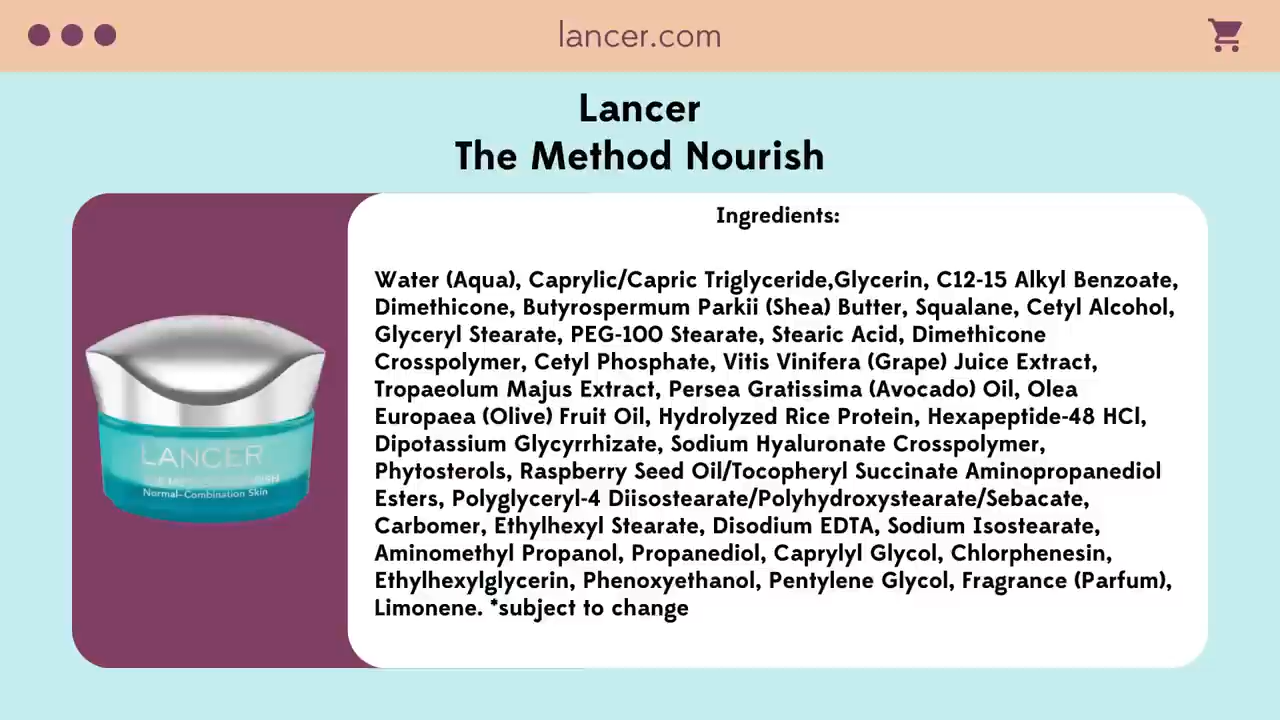 lancer.com
Lancer
The Method Nourish
Ingredients:
Water (Aqua), Caprylic/Capric Triglyceride,Glycerin, C12-15 Alkyl Benzoate,
Dimethicone, Butyrospermum Parkii (Shea) Butter, Squalane, Cetyl Alcohol,
Glyceryl Stearate, PEG-100 Stearate, Stearic Acid, Dimethicone
Crosspolymer, Cetyl Phosphate, Vitis Vinifera (Grape) Juice Extract,
Tropaeolum Majus Extract, Persea Gratissima (Avocado) Oil, Olea
Europaea (Olive) Fruit Oil, Hydrolyzed Rice Protein, Hexapeptide-48 HCl,
Dipotassium Glycyrrhizate, Sodium Hyaluronate Crosspolymer,
Phytosterols, Raspberry Seed Oil/Tocopheryl Succinate Aminopropanediol
Esters, Polyglyceryl-4 Diisostearate/Polyhydroxystearate/Sebacate,
Carbomer, Ethylhexyl Stearate, Disodium EDTA, Sodium Isostearate,
Aminomethyl Propanol, Propanediol, Caprylyl Glycol, Chlorphenesin,
Ethylhexylglycerin, Phenoxyethanol, Pentylene Glycol, Fragrance (Parfum),
Limonene. *subject to change
LANCER
Normal-Combination Skin